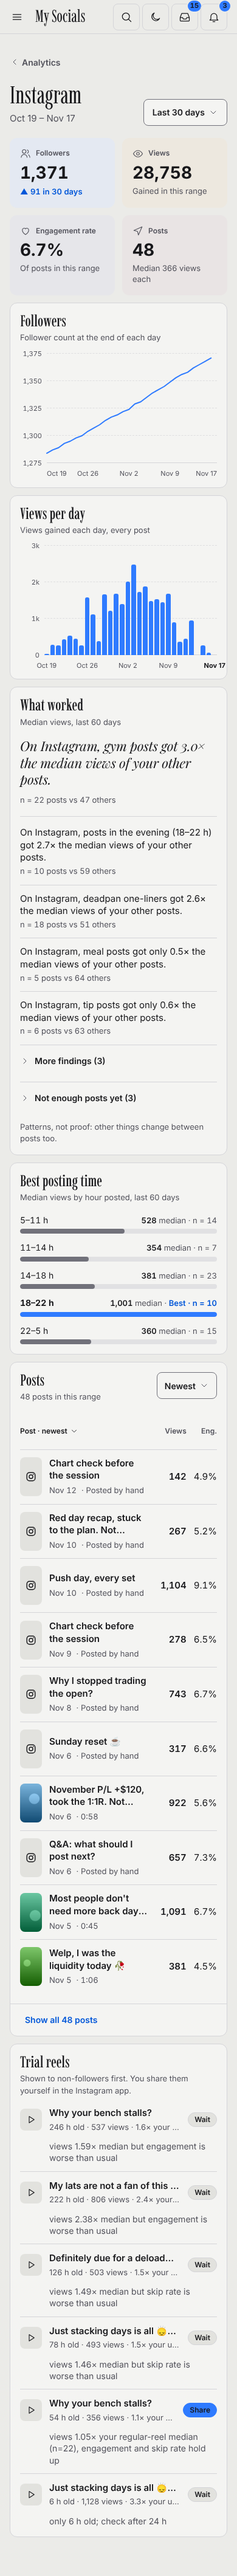 My Socials
15
3
Analytics
Instagram
Oct 19 – Nov 17
Last 30 days
Followers
1,371
▲ 91 in 30 days
Views
28,758
Gained in this range
Engagement rate
6.7%
Of posts in this range
Posts
48
Median 366 views
each
Followers
Follower count at the end of each day
1,375
1,350
1,325
1,300
1,275
Oct 19 Oct 26 Nov 2 Nov 9 Nov 17
Views per day
Views gained each day, every post
3k
2k
1k
0
Oct 19 Oct 26 Nov 2 Nov 9 Nov 17
What worked
Median views, last 60 days
On Instagram, gym posts got 3.0×
the median views of your other
posts.
n = 22 posts vs 47 others
On Instagram, posts in the evening (18–22 h)
got 2.7× the median views of your other
posts.
n = 10 posts vs 59 others
On Instagram, deadpan one-liners got 2.6×
the median views of your other posts.
n = 18 posts vs 51 others
On Instagram, meal posts got only 0.5× the
median views of your other posts.
n = 5 posts vs 64 others
On Instagram, tip posts got only 0.6× the
median views of your other posts.
n = 6 posts vs 63 others
More findings (3)
Not enough posts yet (3)
Patterns, not proof: other things change between
posts too.
Best posting time
Median views by hour posted, last 60 days
5–11 h 528 median · n = 14
11–14 h 354 median · n = 7
14–18 h 381 median · n = 23
18–22 h 1,001 median · Best · n = 10
22–5 h 360 median · n = 15
Posts
48 posts in this range
Newest
Post · newest Views Eng.
Chart check before
the session
Nov 12 · Posted by hand
142 4.9%
Red day recap, stuck
to the plan. Not…
Nov 10 · Posted by hand
267 5.2%
Push day, every set
Nov 10 · Posted by hand
1,104 9.1%
Chart check before
the session
Nov 9 · Posted by hand
278 6.5%
Why I stopped trading
the open?
Nov 8 · Posted by hand
743 6.7%
Sunday reset ☕
Nov 6 · Posted by hand
317 6.6%
November P/L +$120,
took the 1:1R. Not…
Nov 6 · 0:58
922 5.6%
Q&A: what should I
post next?
Nov 6 · Posted by hand
657 7.3%
Most people don't
need more back day…
Nov 5 · 0:45
1,091 6.7%
Welp, I was the
liquidity today 🥀
Nov 5 · 1:06
381 4.5%
Show all 48 posts
Trial reels
Shown to non-followers first. You share them
yourself in the Instagram app.
Why your bench stalls?
246 h old · 537 views · 1.6× your …
Wait
views 1.59× median but engagement is
worse than usual
My lats are not a fan of this …
222 h old · 806 views · 2.4× your…
Wait
views 2.38× median but engagement is
worse than usual
Definitely due for a deload…
126 h old · 503 views · 1.5× your …
Wait
views 1.49× median but skip rate is
worse than usual
Just stacking days is all 😞…
78 h old · 493 views · 1.5× your u…
Wait
views 1.46× median but skip rate is
worse than usual
Why your bench stalls?
54 h old · 356 views · 1.1× your …
Share
views 1.05× your regular-reel median
(n=22), engagement and skip rate hold
up
Just stacking days is all 😞…
6 h old · 1,128 views · 3.3× your u…
Wait
only 6 h old; check after 24 h